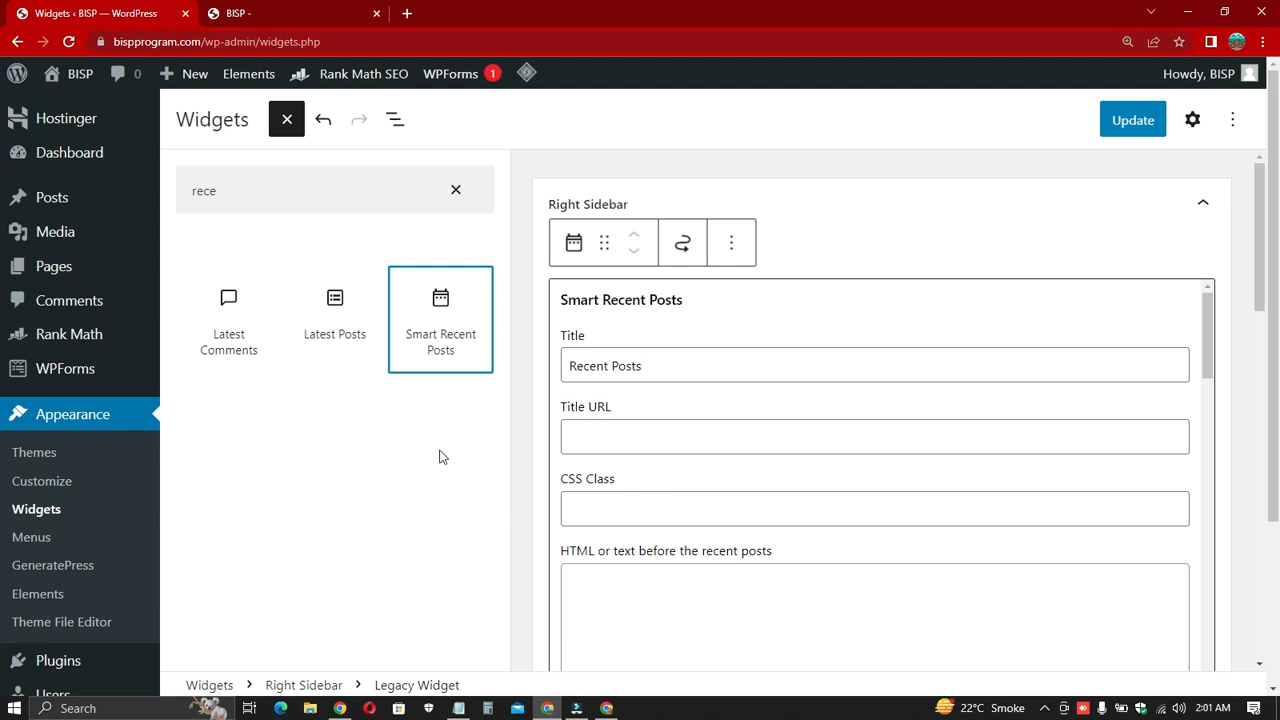 Widgets ‹ BISP — WordPress
BISP -
bispprogram.com/wp-admin/widgets.php
BISP
0
New
Elements
Rank Math SEO
WPForms 1
Howdy, BISP
Hostinger
Dashboard
Posts
Media
Pages
Comments
Rank Math
WPForms
Appearance
Themes
Customize
Widgets
Menus
GeneratePress
Elements
Theme File Editor
Plugins
Users
Widgets
Update
rece
Latest
Comments
Latest Posts
Smart Recent
Posts
Right Sidebar
Smart Recent Posts
Title
Recent Posts
Title URL
CSS Class
HTML or text before the recent posts
Widgets > Right Sidebar > Legacy Widget
Search
22°C Smoke
2:01 AM